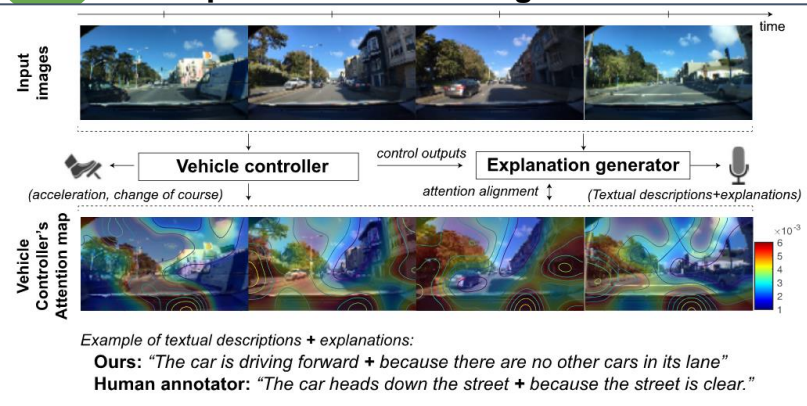 time
Input
images
Vehicle controller
control outputs
Explanation generator
(acceleration, change of course)
attention alignment
(Textual descriptions+explanations)
Vehicle
Controller's
Attention map
×10⁻³
6
5
4
3
2
1
Example of textual descriptions + explanations:
Ours: “The car is driving forward + because there are no other cars in its lane”
Human annotator: “The car heads down the street + because the street is clear.”